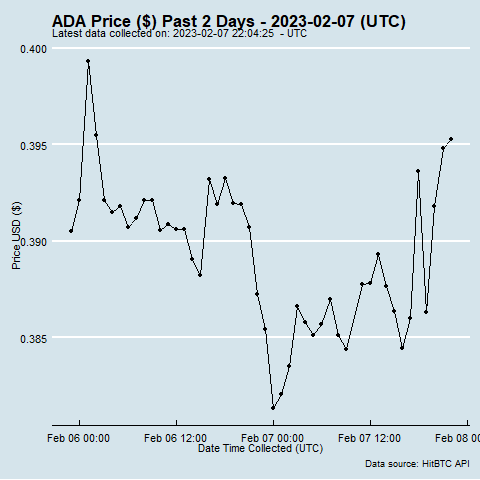 ADA Price ($) Past 2 Days - 2023-02-07 (UTC)
Latest data collected on: 2023-02-07 22:04:25  - UTC
0.400
0.395
0.390
0.385
Price USD ($)
Feb 06 00:00
Feb 06 12:00
Feb 07 00:00
Feb 07 12:00
Feb 08 00
Date Time Collected (UTC)
Data source: HitBTC API